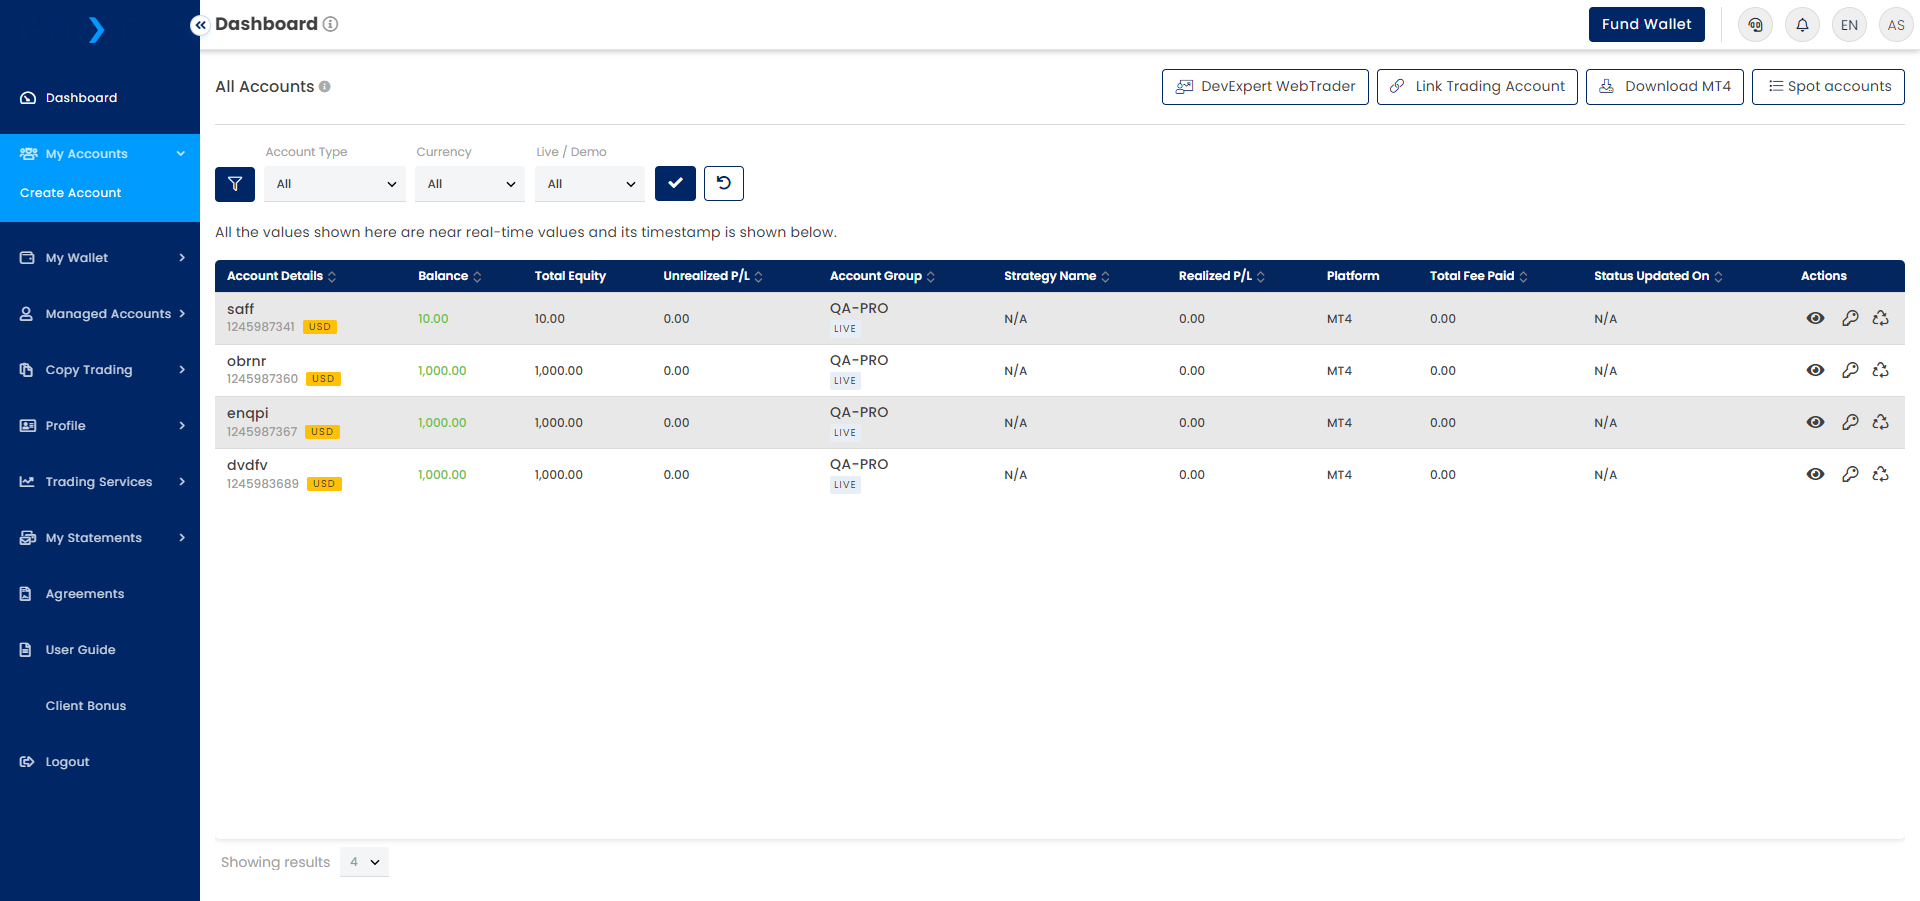 Dashboard
Fund Wallet
EN
AS
Dashboard
My Accounts
Create Account
My Wallet
Managed Accounts
Copy Trading
Profile
Trading Services
My Statements
Agreements
User Guide
Client Bonus
Logout
All Accounts
DevExpert WebTrader
Link Trading Account
Download MT4
Spot accounts
Account Type Currency Live / Demo
All All All
All the values shown here are near real-time values and its timestamp is shown below.
Account Details Balance Total Equity Unrealized P/L Account Group Strategy Name Realized P/L Platform Total Fee Paid Status Updated On Actions
saff 1245987341 USD 10.00 10.00 0.00 QA-PRO LIVE N/A 0.00 MT4 0.00 N/A
obrnr 1245987360 USD 1,000.00 1,000.00 0.00 QA-PRO LIVE N/A 0.00 MT4 0.00 N/A
enqpi 1245987367 USD 1,000.00 1,000.00 0.00 QA-PRO LIVE N/A 0.00 MT4 0.00 N/A
dvdfv 1245983689 USD 1,000.00 1,000.00 0.00 QA-PRO LIVE N/A 0.00 MT4 0.00 N/A
Showing results 4